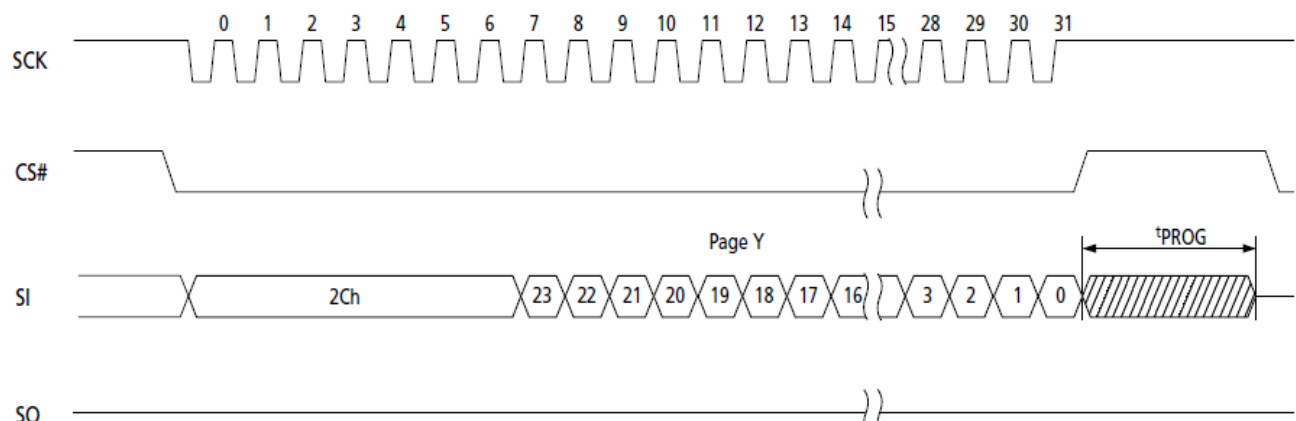 0 1 2 3 4 5 6 7 8 9 10 11 12 13 14 15 28 29 30 31
SCK
CS#
Page Y tPROG
SI 2Ch 23 22 21 20 19 18 17 16 3 2 1 0
SO